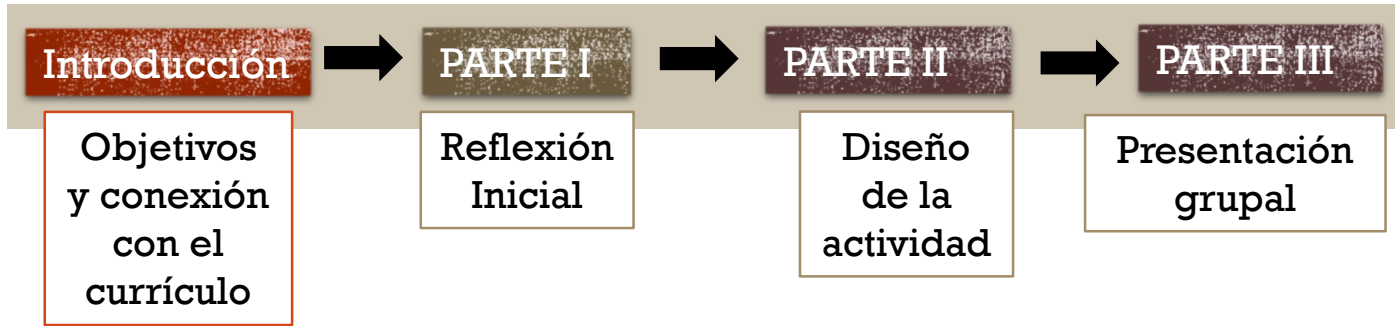 Introducción
PARTE I
PARTE II
PARTE III
Objetivos
y conexión
con el
currículo
Reflexión
Inicial
Diseño
de la
actividad
Presentación
grupal